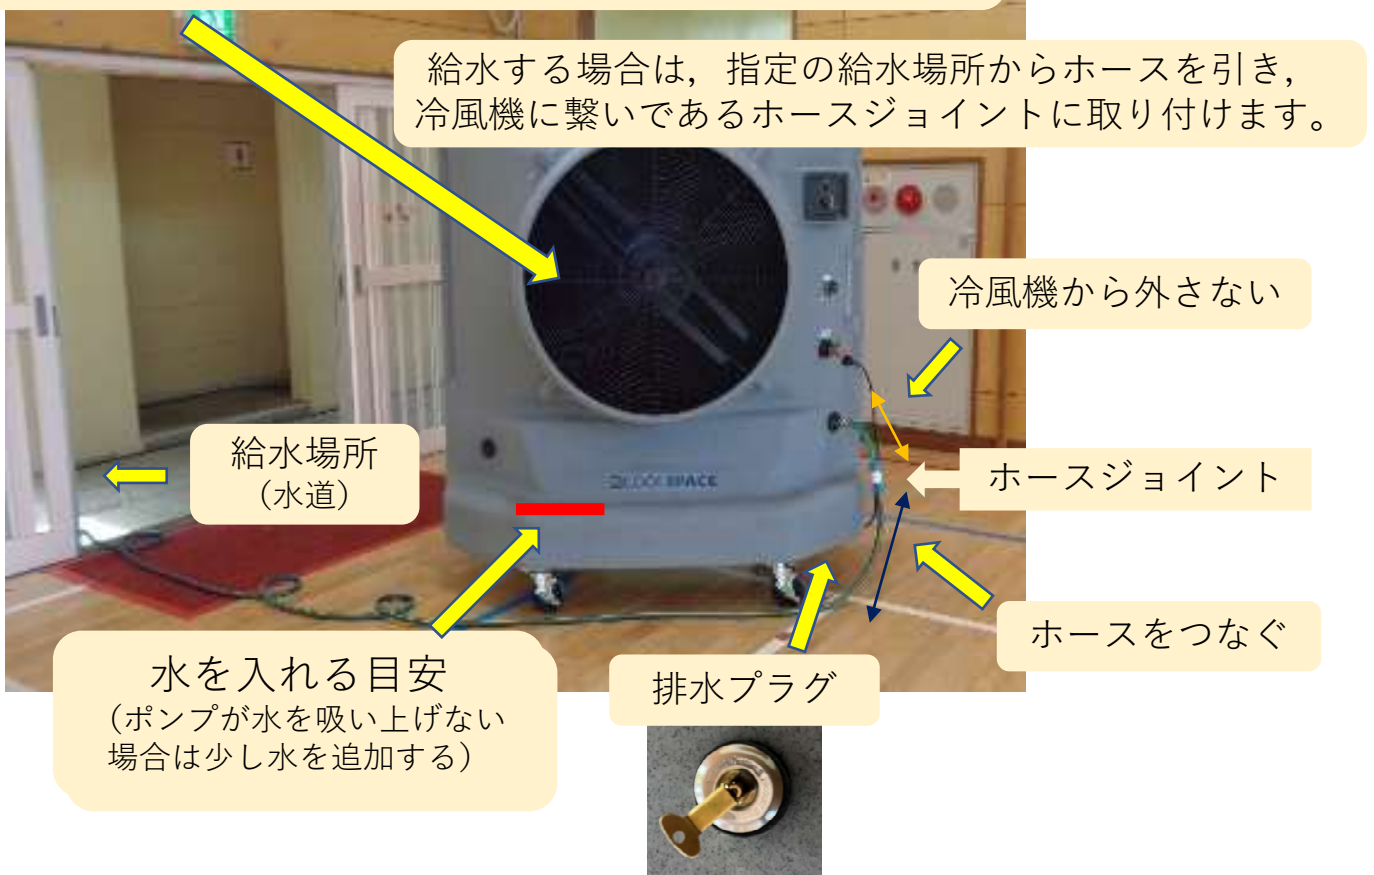 給水する場合は，指定の給水場所からホースを引き，
冷風機に繋いであるホースジョイントに取り付けます。
冷風機から外さない
給水場所
（水道）
ホースジョイント
ホースをつなぐ
水を入れる目安
（ポンプが水を吸い上げない
場合は少し水を追加する）
排水プラグ
SPACE